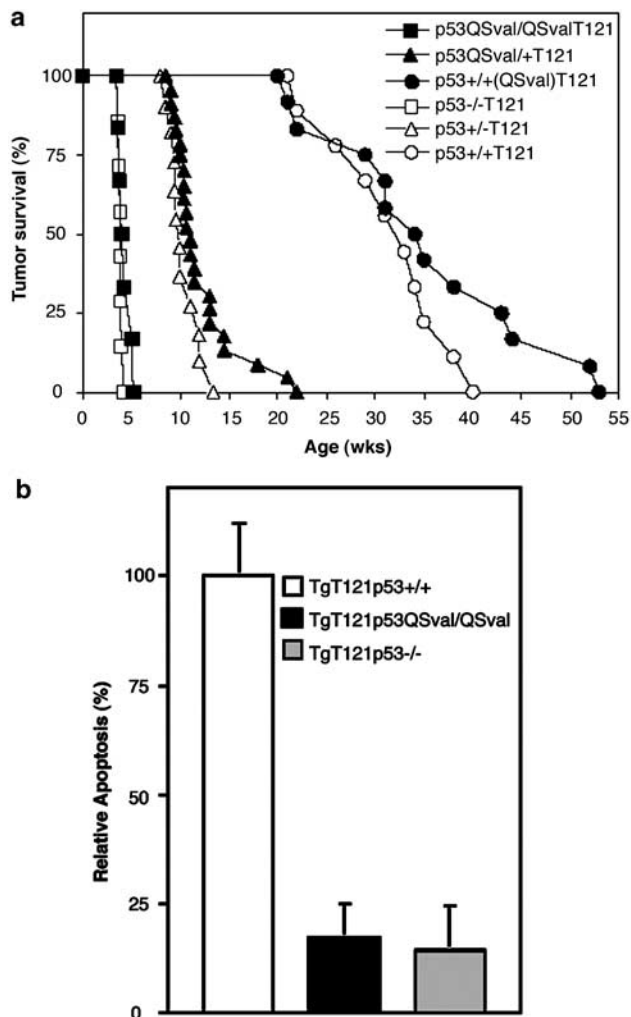 a
p53QSval/QSvalT121
p53QSval/+T121
p53+/+(QSval)T121
p53-/-T121
p53+/-T121
p53+/+T121
Tumor survival (%)
100
75
50
25
0
0 5 10 15 20 25 30 35 40 45 50 55
Age (wks)
b
Relative Apoptosis (%)
100
75
50
25
0
TgT121p53+/+
TgT121p53QSval/QSval
TgT121p53-/-